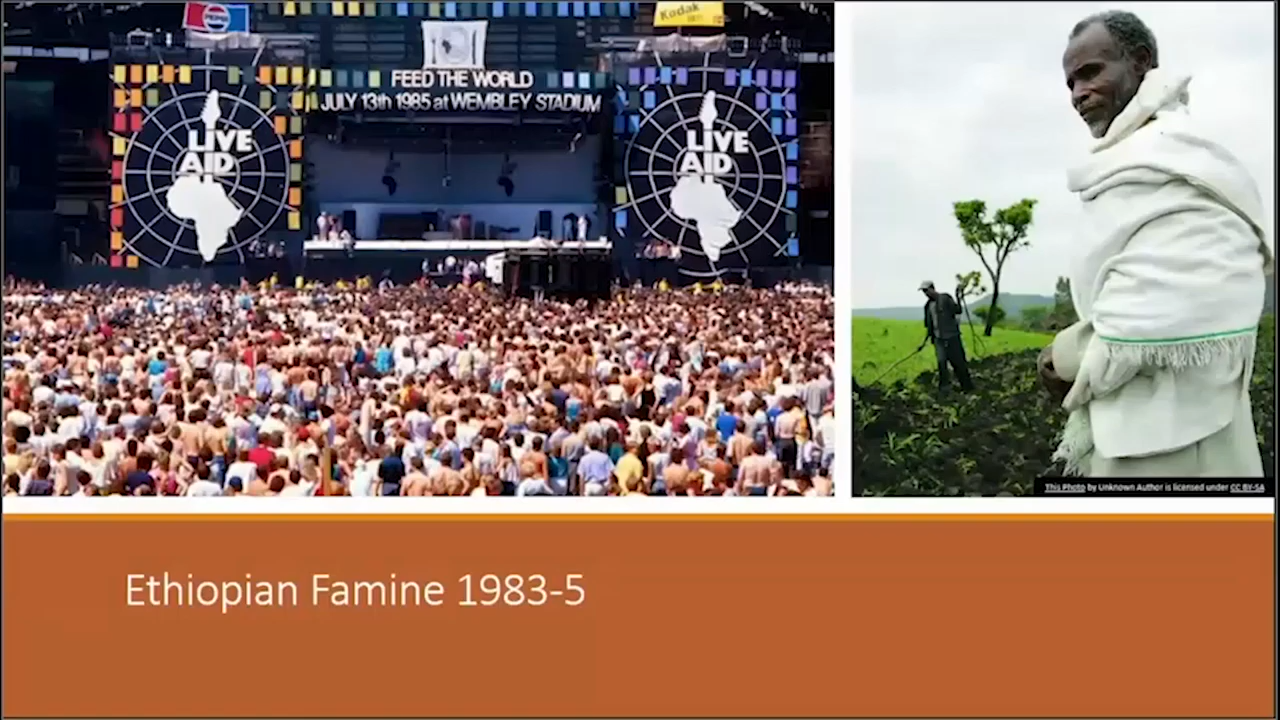 PEPSI
Kodak
FEED THE WORLD
JULY 13th 1985 at WEMBLEY STADIUM
LIVE
AID
LIVE
AID
This Photo by Unknown Author is licensed under CC BY-SA
Ethiopian Famine 1983-5